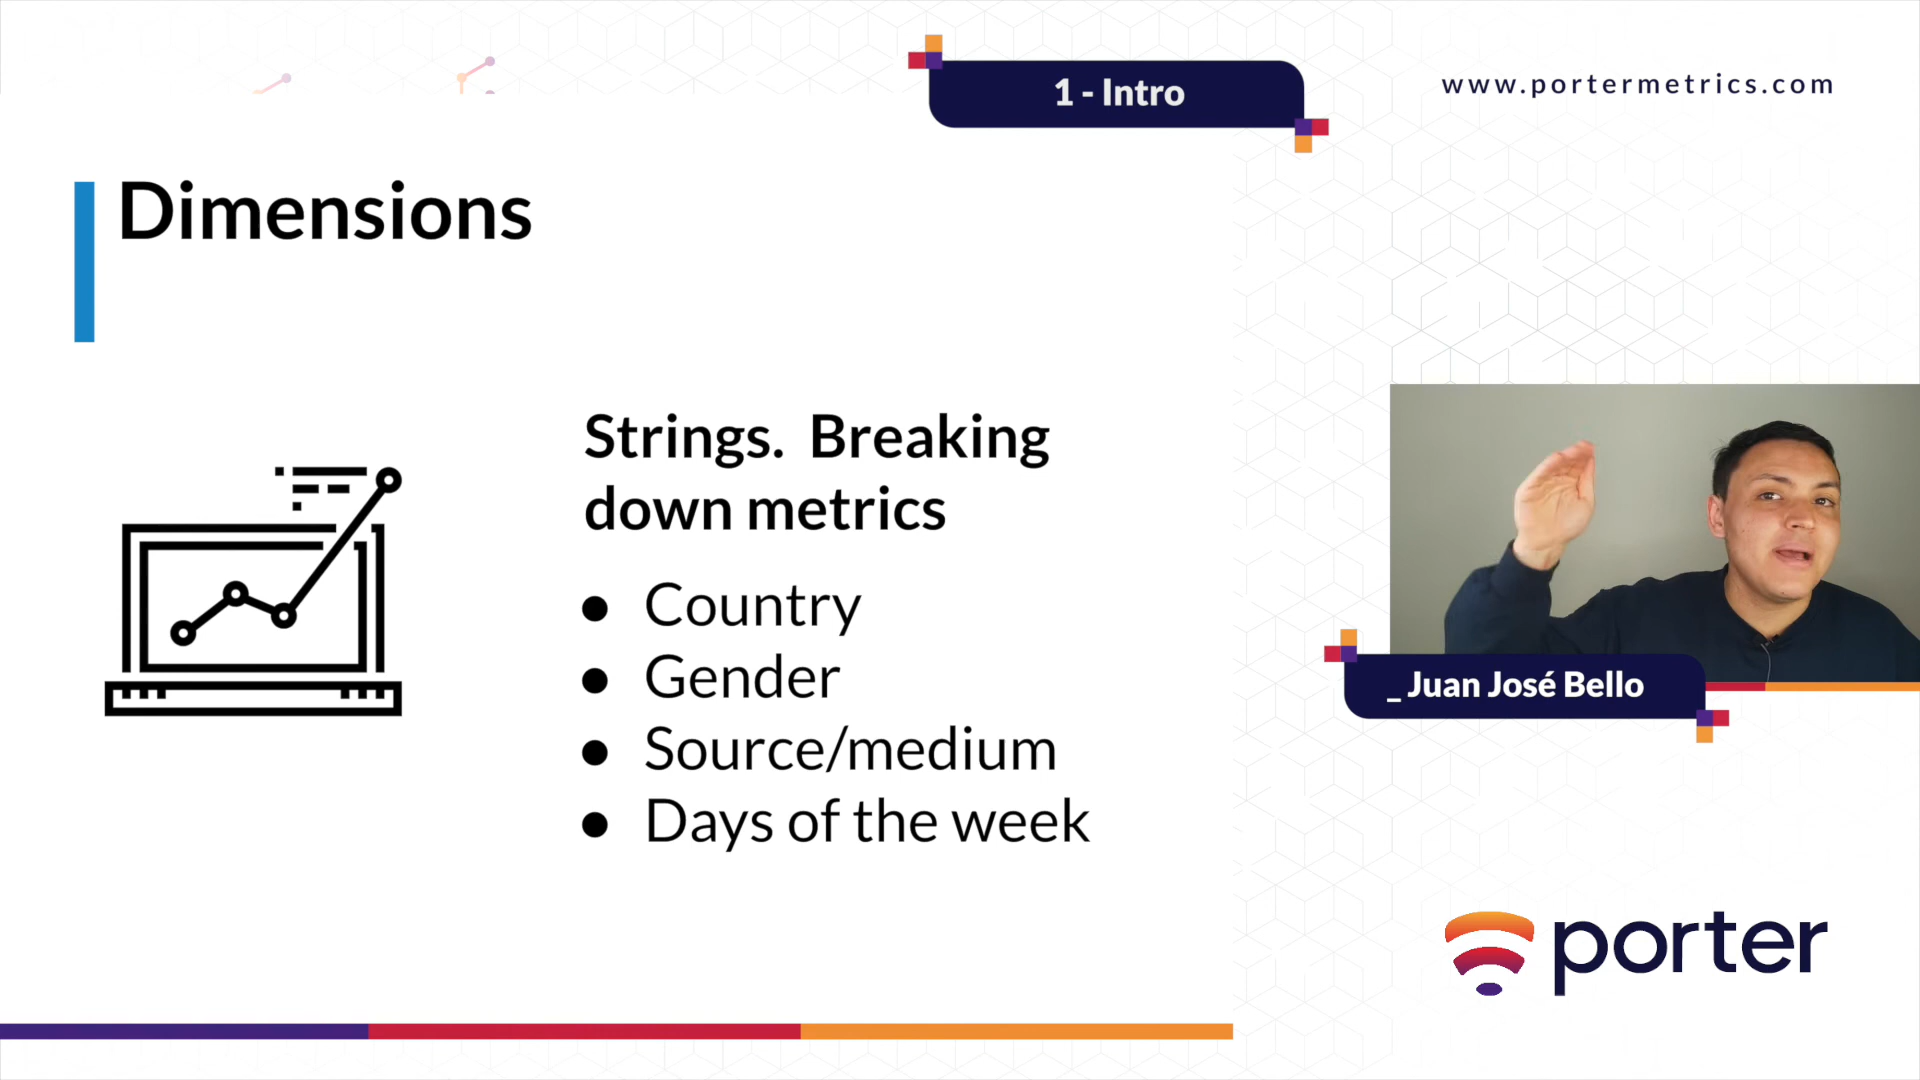 1 - Intro
www.portermetrics.com
Dimensions
Strings.  Breaking
down metrics
● Country
● Gender
● Source/medium
● Days of the week
_ Juan José Bello
porter